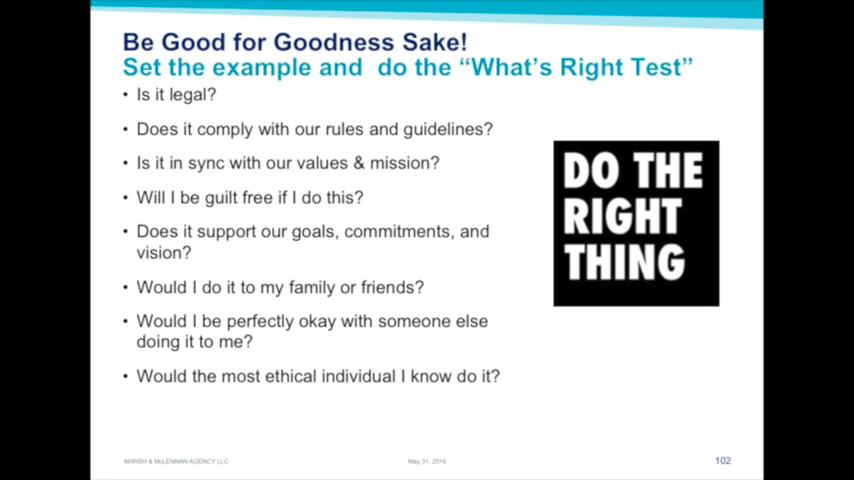 Be Good for Goodness Sake!
Set the example and do the “What’s Right Test”
• Is it legal?
• Does it comply with our rules and guidelines?
• Is it in sync with our values & mission?
• Will I be guilt free if I do this?
• Does it support our goals, commitments, and
vision?
• Would I do it to my family or friends?
• Would I be perfectly okay with someone else
doing it to me?
• Would the most ethical individual I know do it?
DO THE
RIGHT
THING
MARSH & McLENNAN AGENCY LLC
May 31, 2016
102